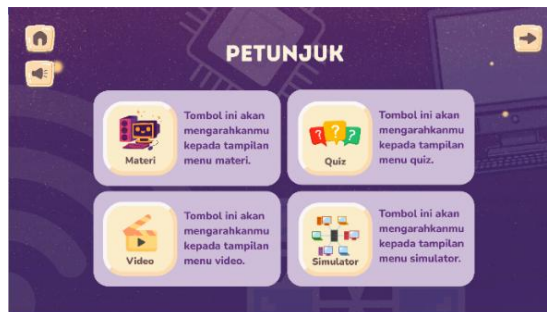 PETUNJUK
Materi
Tombol ini akan
mengarahkanmu
kepada tampilan
menu materi.
Quiz
Tombol ini akan
mengarahkanmu
kepada tampilan
menu quiz.
Video
Tombol ini akan
mengarahkanmu
kepada tampilan
menu video.
Simulator
Tombol ini akan
mengarahkanmu
kepada tampilan
menu simulator.